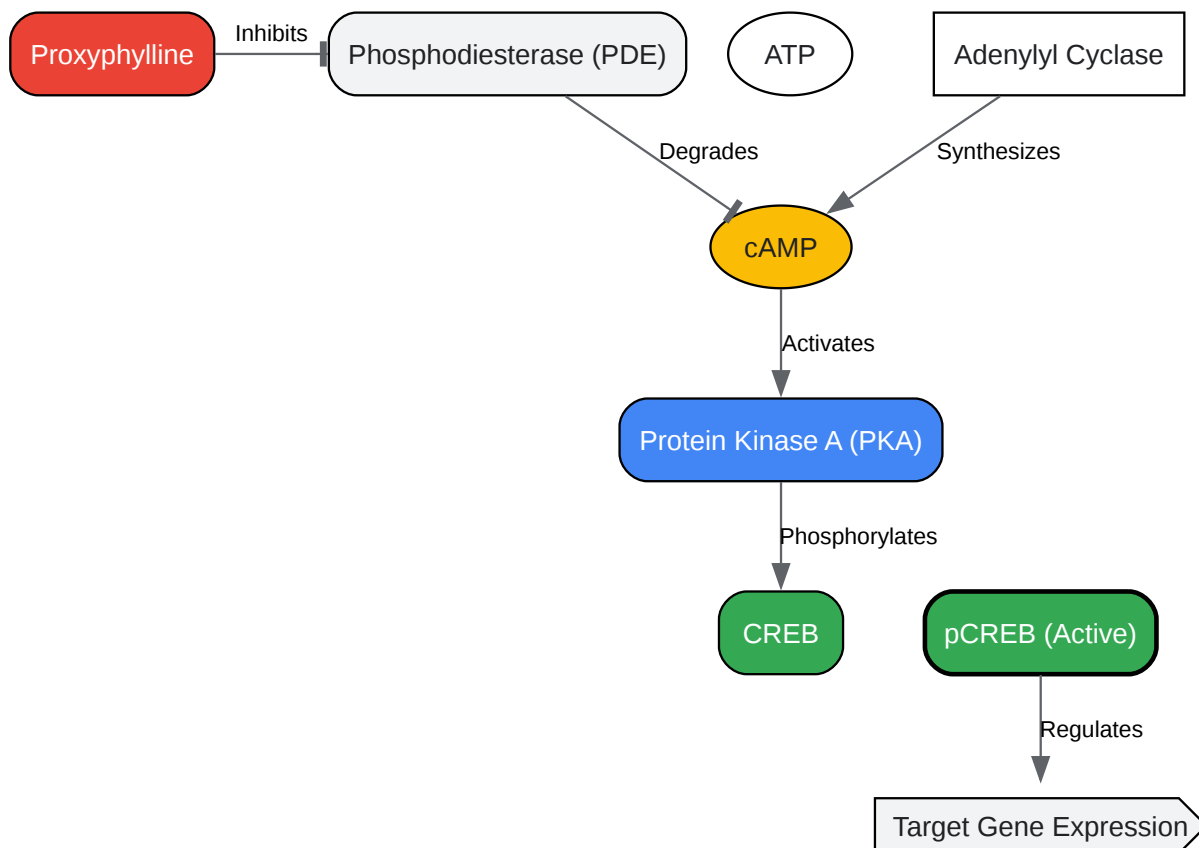 Proxyphylline
Inhibits
Phosphodiesterase (PDE)
ATP
Adenylyl Cyclase
Degrades
Synthesizes
cAMP
Activates
Protein Kinase A (PKA)
Phosphorylates
CREB
pCREB (Active)
Regulates
Target Gene Expression